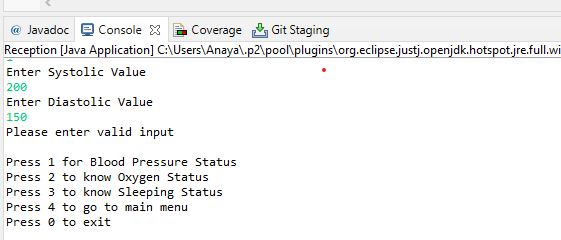 @ Javadoc Console Coverage Git Staging
Reception [Java Application] C:\Users\Anaya\.p2\pool\plugins\org.eclipse.justj.openjdk.hotspot.jre.full.wi
Enter Systolic Value
200
Enter Diastolic Value
150
Please enter valid input
Press 1 for Blood Pressure Status
Press 2 to know Oxygen Status
Press 3 to know Sleeping Status
Press 4 to go to main menu
Press 0 to exit